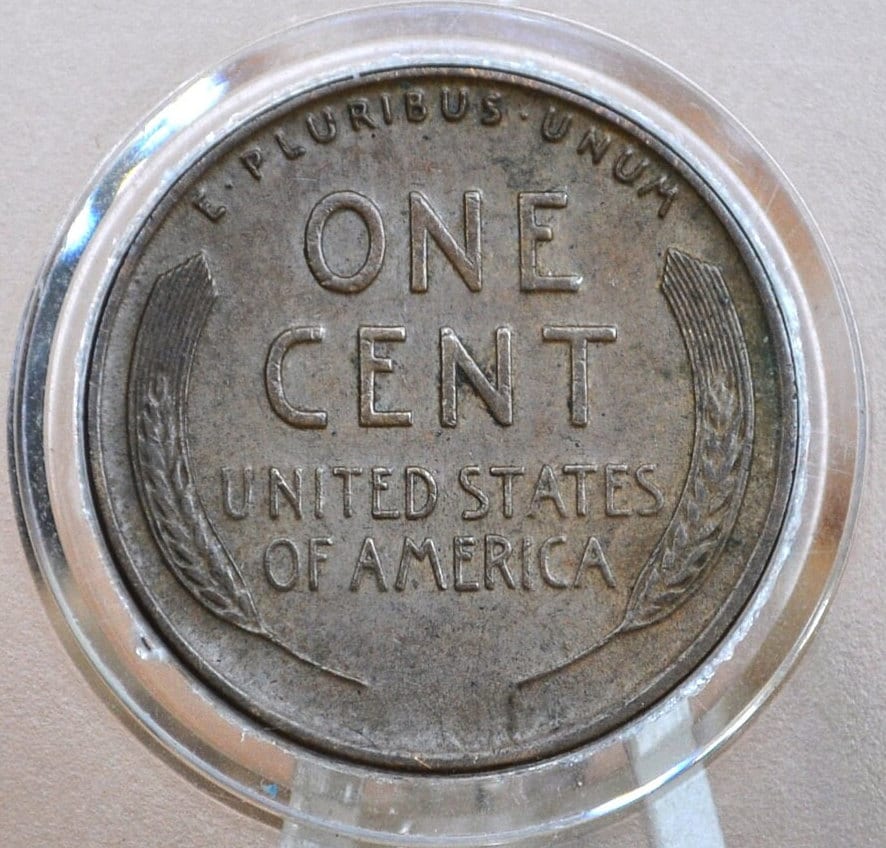 E·PLURIBUS·UNUM
ONE
CENT
UNITED STATES
OF AMERICA